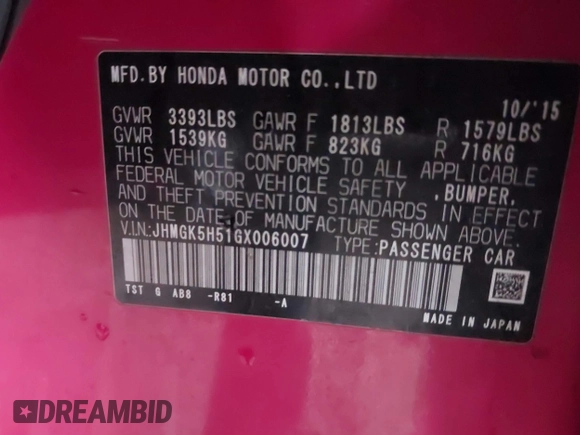 MFD.BY HONDA MOTOR CO.,LTD
10/'15
GVWR 3393LBS GAWR F 1813LBS R 1579LBS
GVWR 1539KG GAWR F 823KG R 716KG
THIS VEHICLE CONFORMS TO ALL APPLICABLE
FEDERAL MOTOR VEHICLE SAFETY ,BUMPER,
AND THEFT PREVENTION STANDARDS IN EFFECT
ON THE DATE OF MANUFACTURE SHOWN ABOVE.
V.I.N:JHMGK5H51GX006007 TYPE:PASSENGER CAR
TST G AB8 -R81 -A
MADE IN JAPAN
DREAMBID